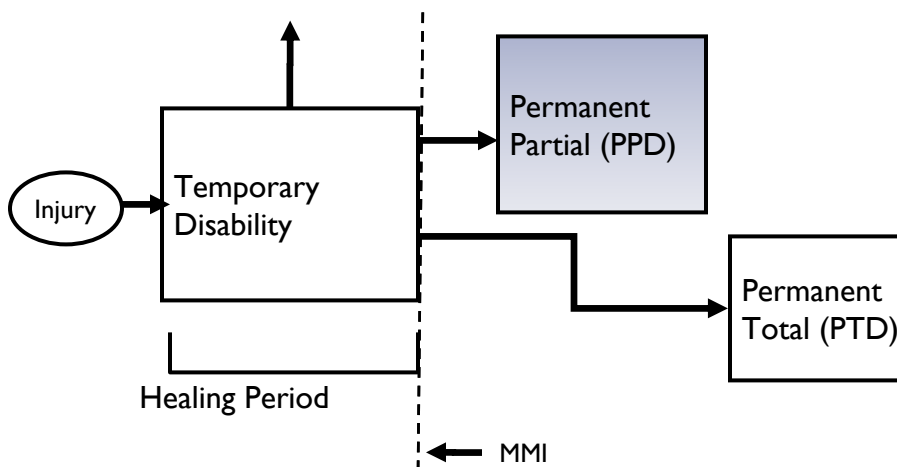 Permanent
Partial (PPD)
Temporary
Disability
Injury
Permanent
Total (PTD)
Healing Period
MMI